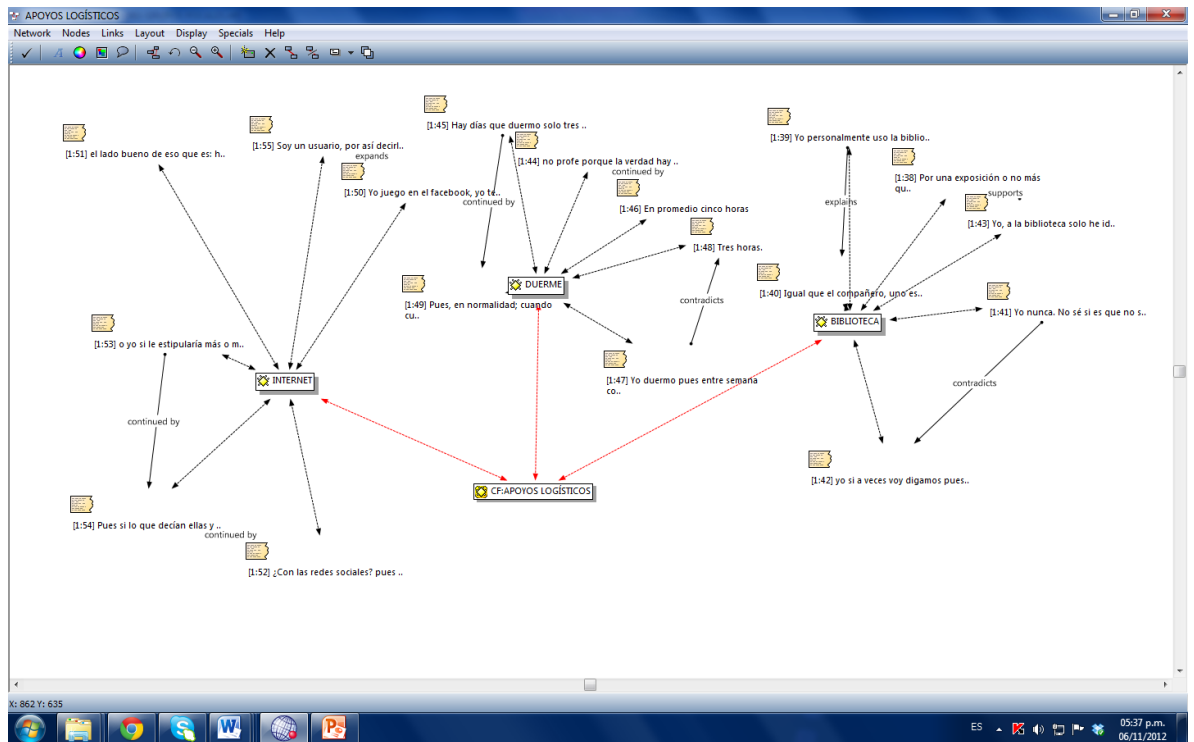 APOYOS LOGÍSTICOS
Network Nodes Links Layout Display Specials Help
[1:45] Hay días que duermo solo tres ..
[1:39] Yo personalmente uso la biblio..
[1:51] el lado bueno de eso que es: h..
[1:55] Soy un usuario, por así decirl..
expands
[1:44] no profe porque la verdad hay ..
continued by
[1:38] Por una exposición o no más
qu..
[1:50] Yo juego en el facebook, yo te..
continued by
[1:46] En promedio cinco horas
explains
supports
[1:43] Yo, a la biblioteca solo he id..
[1:48] Tres horas.
DUERME
[1:49] Pues, en normalidad; cuando
cu..
contradicts
[1:40] Igual que el compañero, uno es..
[1:41] Yo nunca. No sé si es que no s..
BIBLIOTECA
[1:53] o yo si le estipularía más o m..
INTERNET
[1:47] Yo duermo pues entre semana
co..
contradicts
continued by
[1:42] yo si a veces voy digamos pues..
CF:APOYOS LOGÍSTICOS
[1:54] Pues si lo que decían ellas y ..
continued by
[1:52] ¿Con las redes sociales? pues ..
X: 862 Y: 635
ES
05:37 p.m.
06/11/2012